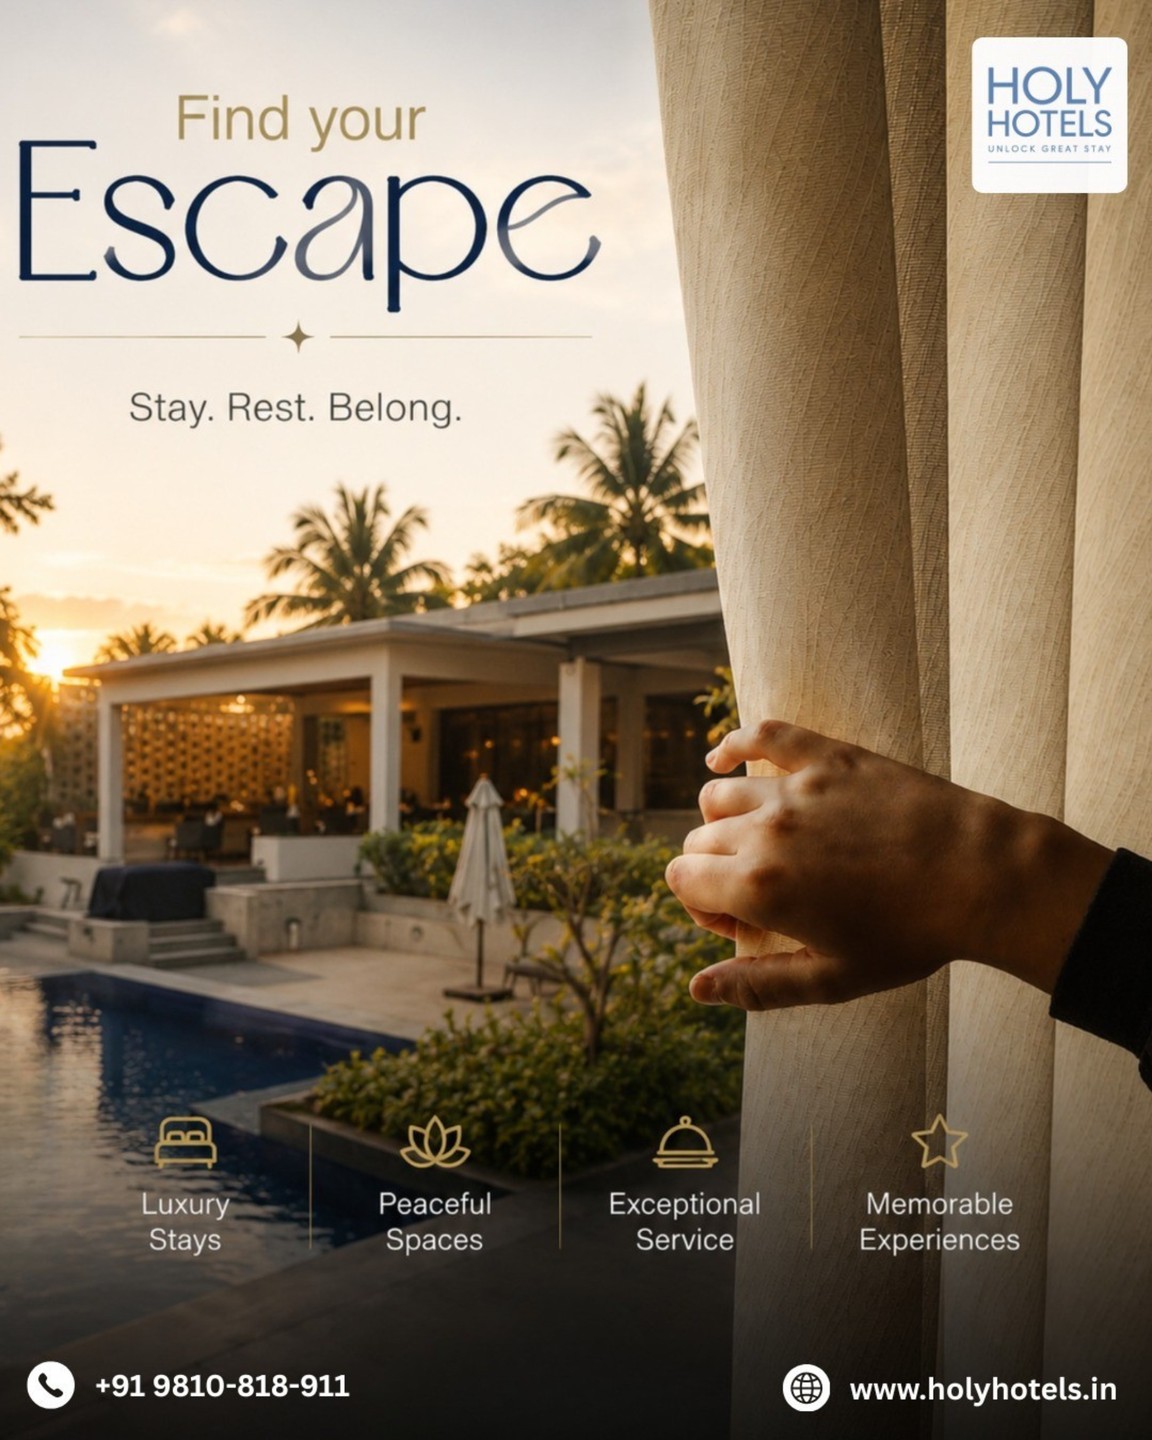 Find your
Escape
Stay. Rest. Belong.
HOLY
HOTELS
UNLOCK GREAT STAY
Luxury
Stays
Peaceful
Spaces
Exceptional
Service
Memorable
Experiences
+91 9810-818-911
www.holyhotels.in